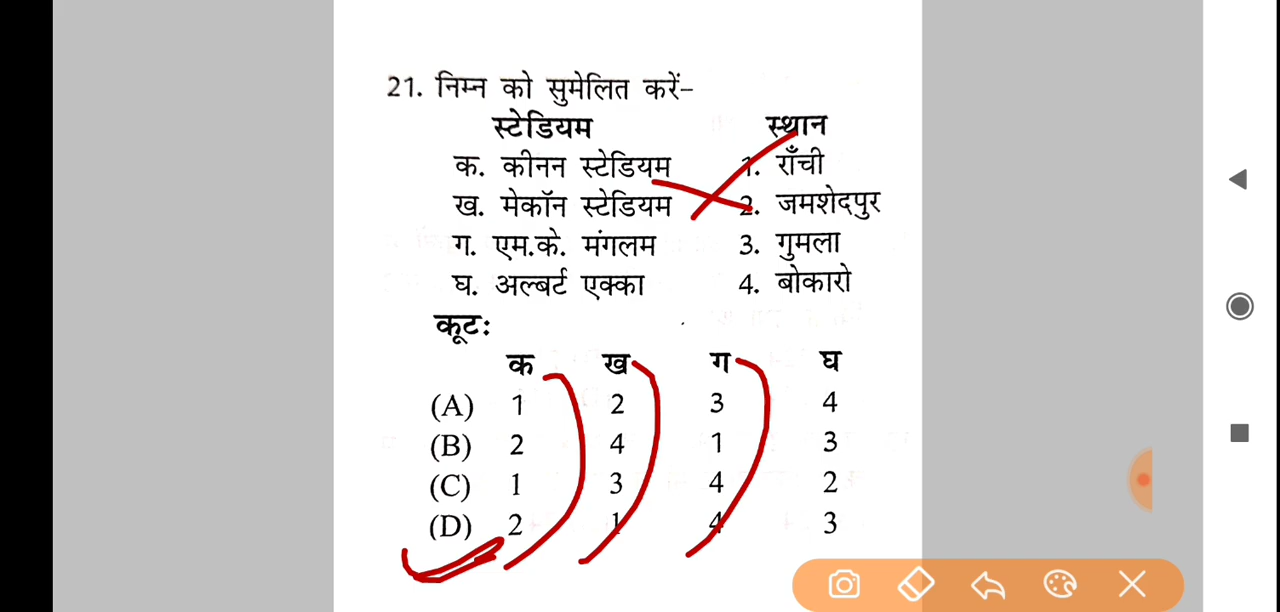 21. निम्न को सुमेलित करें–
स्टेडियम स्थान
क. कीनन स्टेडियम 1. राँची
ख. मेकॉन स्टेडियम 2. जमशेदपुर
ग. एम.के. मंगलम 3. गुमला
घ. अल्बर्ट एक्का 4. बोकारो
कूटः
क ख ग घ
(A) 1 2 3 4
(B) 2 4 1 3
(C) 1 3 4 2
(D) 2 1 4 3